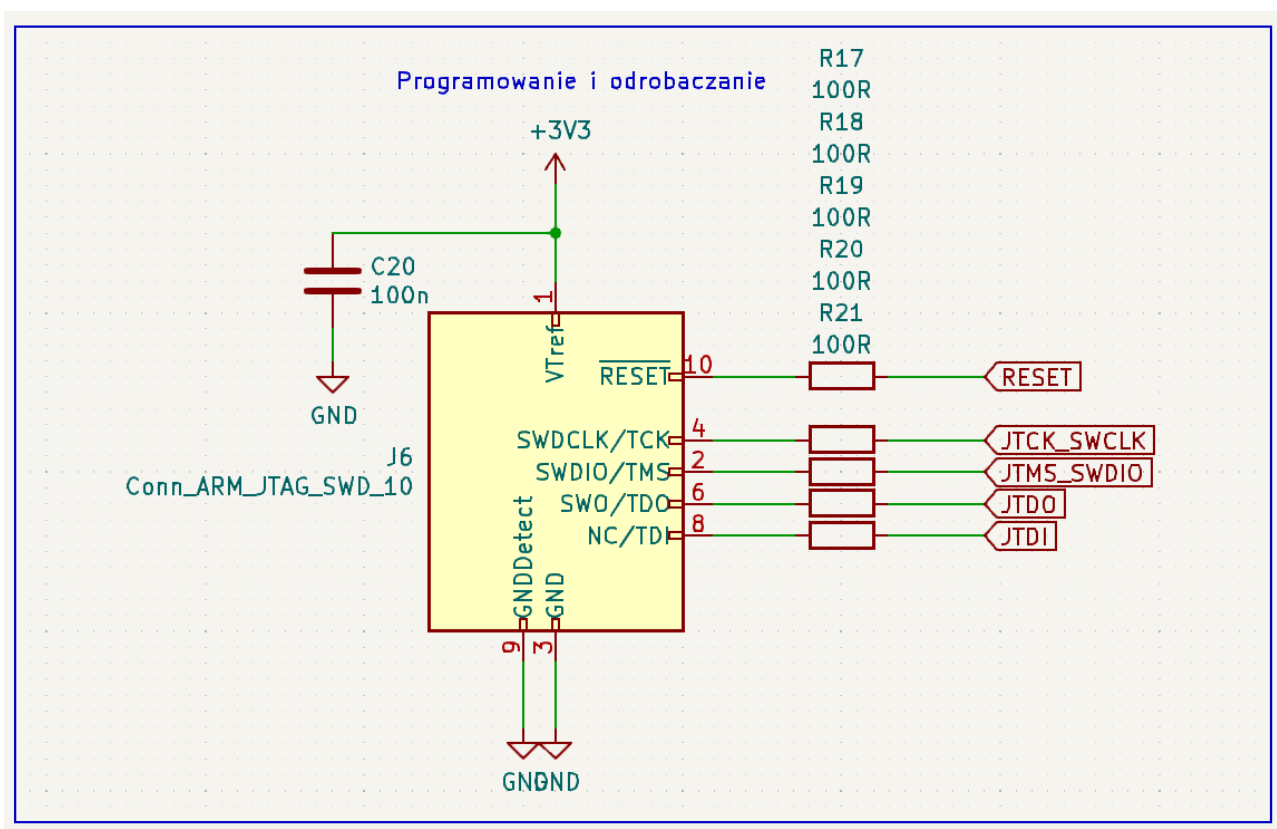 Programowanie i odrobaczanie
R17
100R
R18
100R
R19
100R
R20
100R
R21
100R
+3V3
C20
100n
GND
1
VTref
RESET
10
RESET
J6
Conn_ARM_JTAG_SWD_10
SWDCLK/TCK
4
JTCK_SWCLK
SWDIO/TMS
2
JTMS_SWDIO
SWO/TDO
6
JTDO
NC/TDI
8
JTDI
GNDDetect
GND
9
3
GND
GND